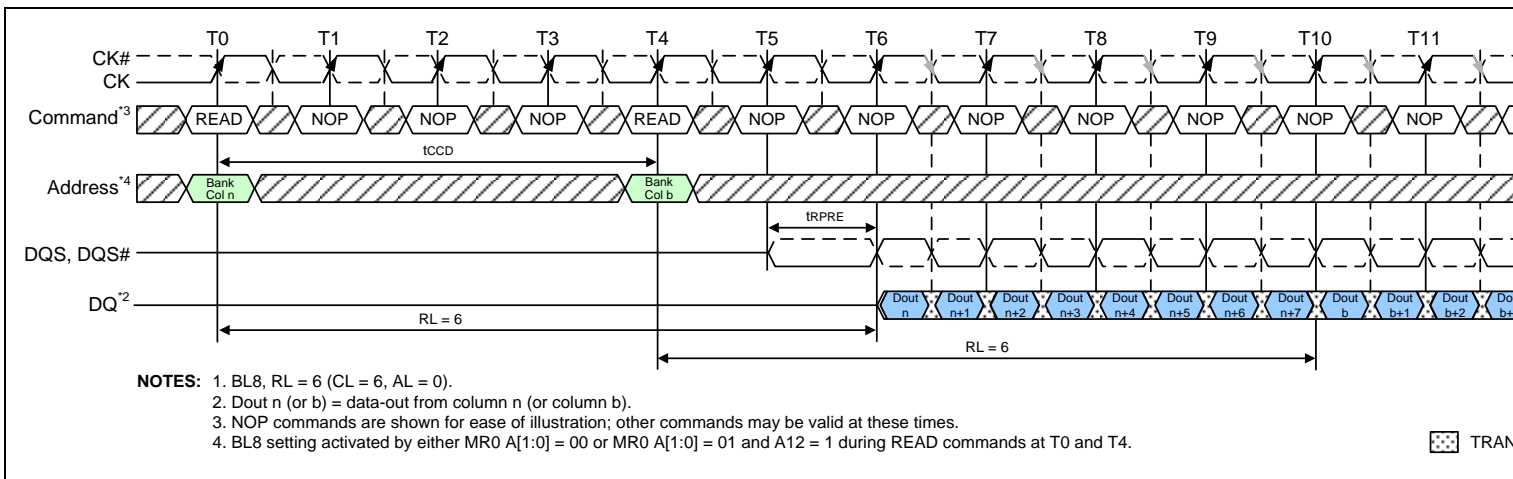 T0 T1 T2 T3 T4 T5 T6 T7 T8 T9 T10 T11
CK#
CK
Command*3 READ NOP NOP NOP READ NOP NOP NOP NOP NOP NOP NOP
tCCD
Address*4 Bank Col n Bank Col b
tRPRE
DQS, DQS#
DQ*2 Dout n Dout n+1 Dout n+2 Dout n+3 Dout n+4 Dout n+5 Dout n+6 Dout n+7 Dout b Dout b+1 Dout b+2
RL = 6
RL = 6
NOTES: 1. BL8, RL = 6 (CL = 6, AL = 0).
2. Dout n (or b) = data-out from column n (or column b).
3. NOP commands are shown for ease of illustration; other commands may be valid at these times.
4. BL8 setting activated by either MR0 A[1:0] = 00 or MR0 A[1:0] = 01 and A12 = 1 during READ commands at T0 and T4.
TRAN